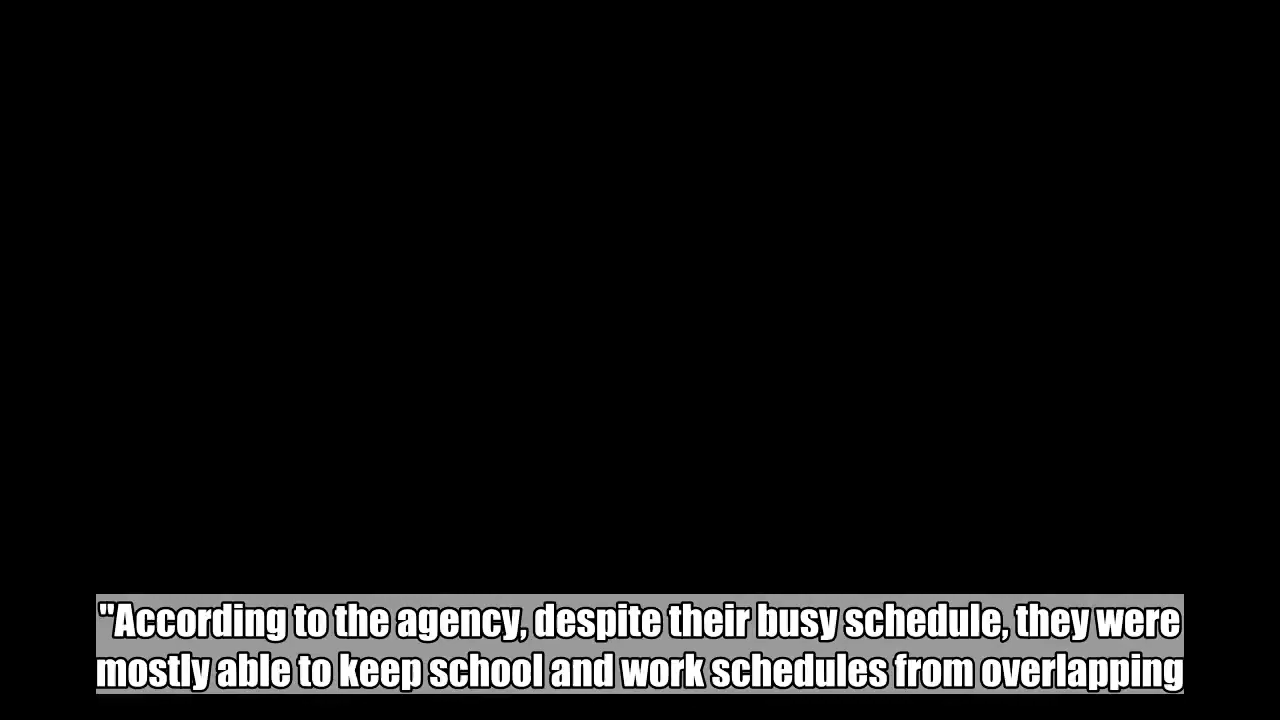 "According to the agency, despite their busy schedule, they were
mostly able to keep school and work schedules from overlapping